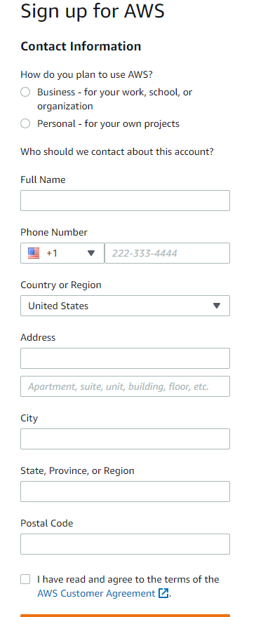 Sign up for AWS
Contact Information
How do you plan to use AWS?
Business - for your work, school, or
organization
Personal - for your own projects
Who should we contact about this account?
Full Name
Phone Number
+1 222-333-4444
Country or Region
United States
Address
Apartment, suite, unit, building, floor, etc.
City
State, Province, or Region
Postal Code
I have read and agree to the terms of the
AWS Customer Agreement.